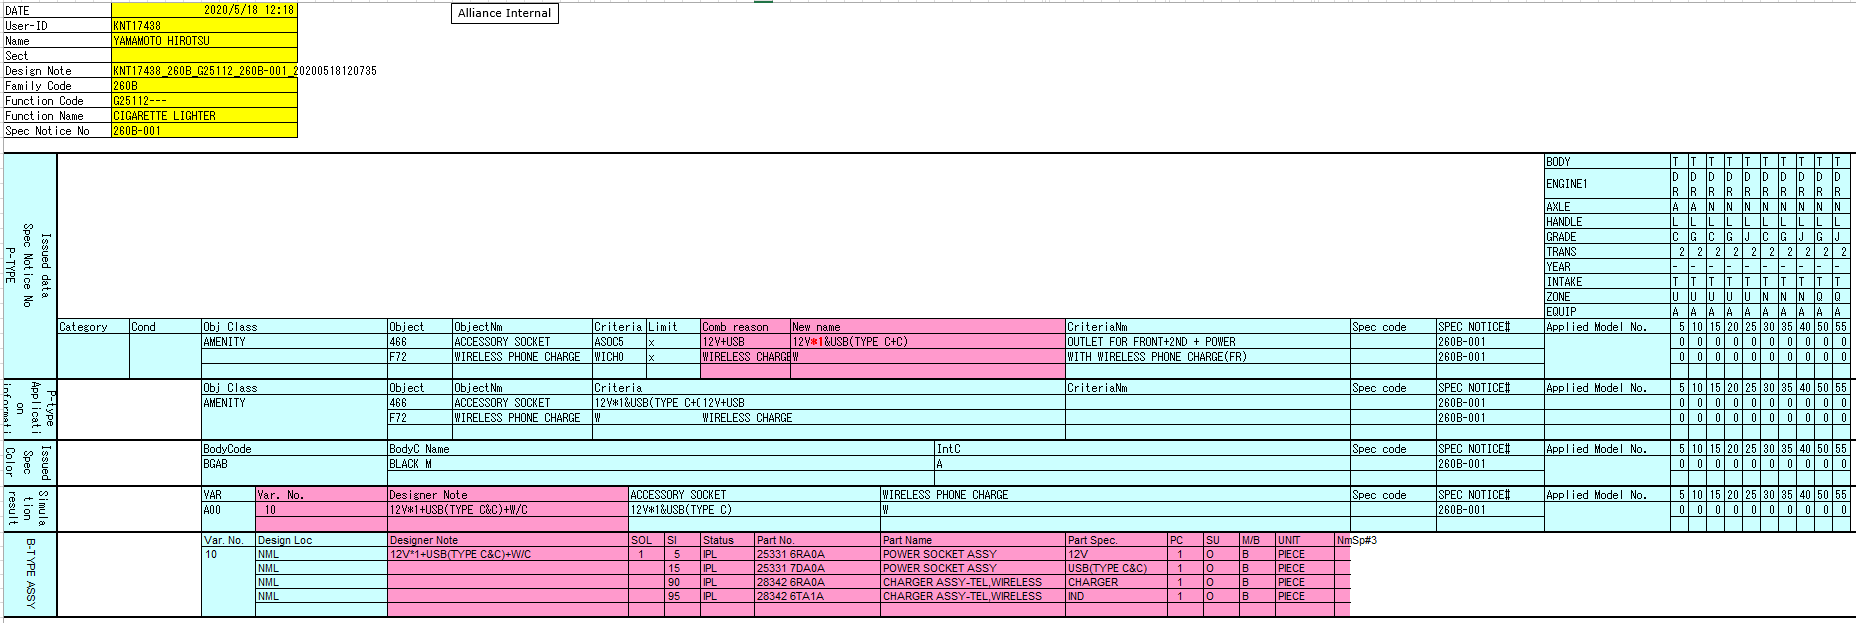 DATE 2020/5/18 12:18
Alliance Internal
User-ID KNT17438
Name YAMAMOTO HIROTSU
Sect
Design Note KNT17438_260B_G25112_260B-001_20200518120735
Family Code 260B
Function Code G25112---
Function Name CIGARETTE LIGHTER
Spec Notice No 260B-001
Issued data
Spec Notice No
P-TYPE
BODY T T T T T T T T T T
ENGINE1 DR DR DR DR DR DR DR DR DR DR
AXLE A A N N N N N N N N
HANDLE L L L L L L L L L L
GRADE C G C G J C G J G J
TRANS 2 2 2 2 2 2 2 2 2 2
YEAR - - - - - - - - - -
INTAKE T T T T T T T T T T
ZONE U U U U U N N N Q Q
EQUIP A A A A A A A A A A
Category Cond Obj Class Object ObjectNm Criteria Limit Comb reason New name CriteriaNm Spec code SPEC NOTICE# Applied Model No. 5 10 15 20 25 30 35 40 50 55
AMENITY 466 ACCESSORY SOCKET ASOC5 x 12V+USB 12V*1&USB(TYPE C+C) OUTLET FOR FRONT+2ND + POWER 260B-001 0 0 0 0 0 0 0 0 0 0
F72 WIRELESS PHONE CHARGE WICH0 x WIRELESS CHARGE W WITH WIRELESS PHONE CHARGE(FR) 260B-001 0 0 0 0 0 0 0 0 0 0
P-type
Applicati
on
informati
Obj Class Object ObjectNm Criteria CriteriaNm Spec code SPEC NOTICE# Applied Model No. 5 10 15 20 25 30 35 40 50 55
AMENITY 466 ACCESSORY SOCKET 12V*1&USB(TYPE C+C 12V+USB 260B-001 0 0 0 0 0 0 0 0 0 0
F72 WIRELESS PHONE CHARGE W WIRELESS CHARGE 260B-001 0 0 0 0 0 0 0 0 0 0
Issued
Spec
Color
BodyCode BodyC Name IntC Spec code SPEC NOTICE# Applied Model No. 5 10 15 20 25 30 35 40 50 55
BGAB BLACK M A 260B-001 0 0 0 0 0 0 0 0 0 0
Simula
tion
result
VAR Var. No. Designer Note ACCESSORY SOCKET WIRELESS PHONE CHARGE Spec code SPEC NOTICE# Applied Model No. 5 10 15 20 25 30 35 40 50 55
A00 10 12V*1+USB(TYPE C&C)+W/C 12V*1&USB(TYPE C) W 260B-001 0 0 0 0 0 0 0 0 0 0
B-TYPE ASSY
Var. No. Design Loc Designer Note SOL SI Status Part No. Part Name Part Spec. PC SU M/B UNIT NmSp#3
10 NML 12V*1+USB(TYPE C&C)+W/C 1 5 IPL 25331 6RA0A POWER SOCKET ASSY 12V 1 O B PIECE
NML 15 IPL 25331 7DA0A POWER SOCKET ASSY USB(TYPE C&C) 1 O B PIECE
NML 90 IPL 28342 6RA0A CHARGER ASSY-TEL,WIRELESS CHARGER 1 O B PIECE
NML 95 IPL 28342 6TA1A CHARGER ASSY-TEL,WIRELESS IND 1 O B PIECE